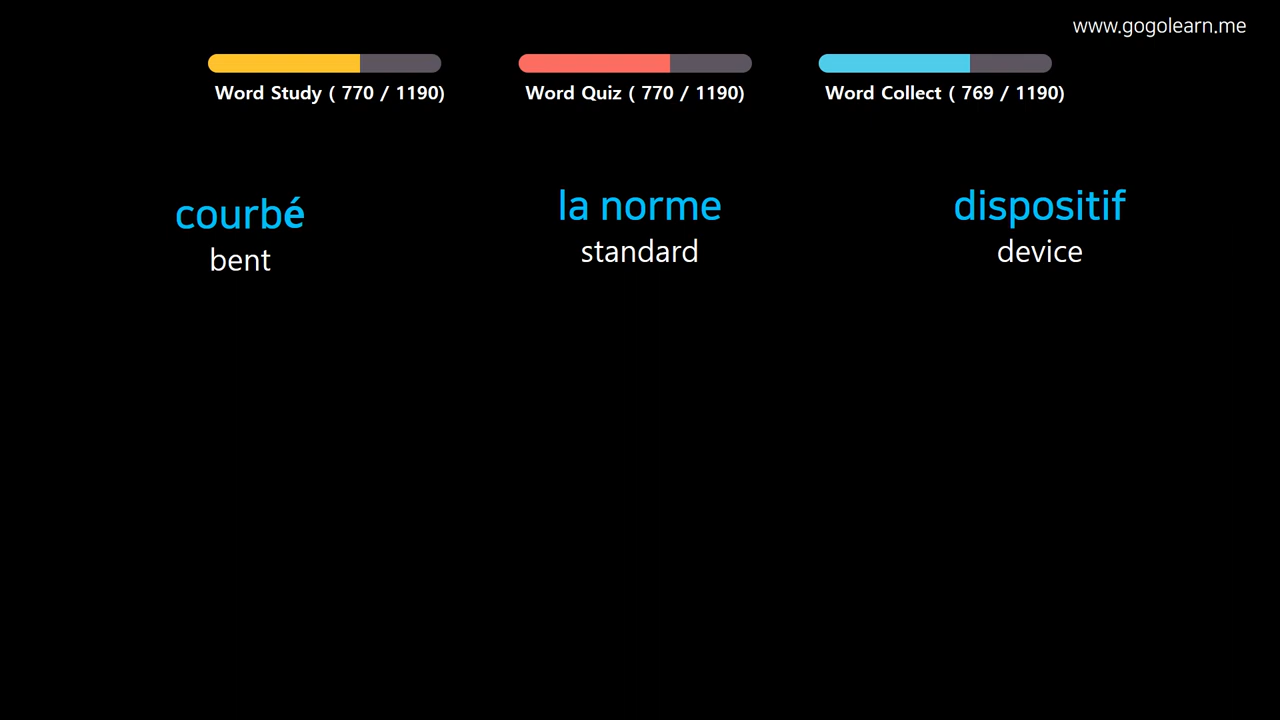 www.gogolearn.me
Word Study ( 770 / 1190)
Word Quiz ( 770 / 1190)
Word Collect ( 769 / 1190)
courbé
bent
la norme
standard
dispositif
device